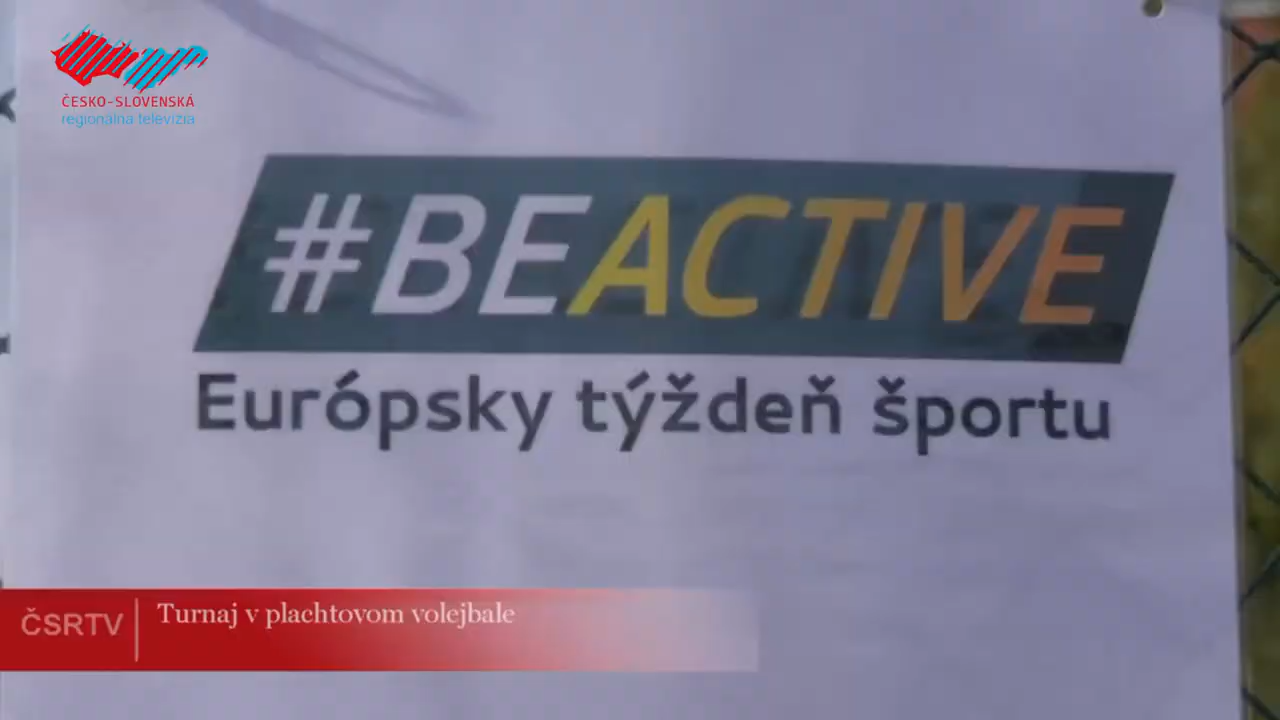 ČESKO-SLOVENSKÁ
regionálna televízia
#BEACTIVE
Európsky týždeň športu
ČSRTV
Turnaj v plachtovom volejbale